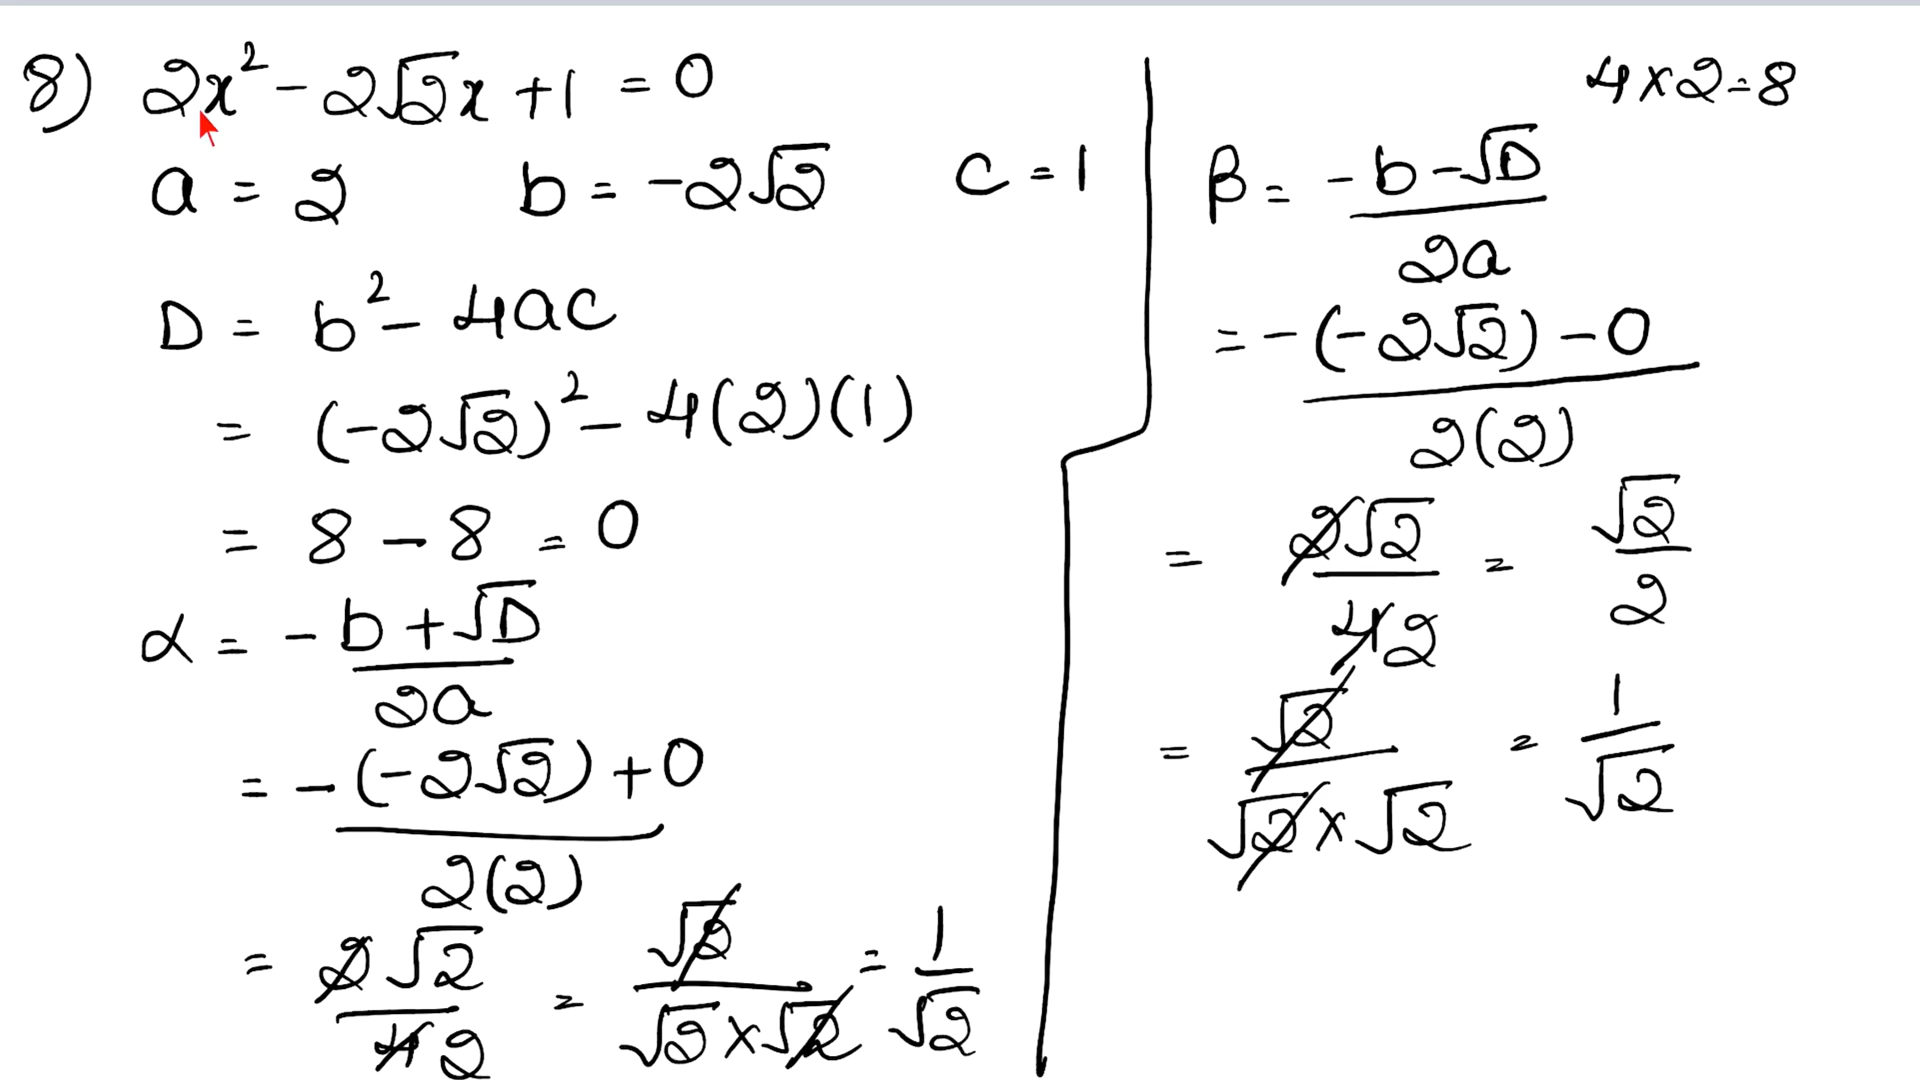 8) 2x² - 2√2x + 1 = 0
a = 2 b = -2√2 c = 1
D = b² - 4ac
= (-2√2)² - 4(2)(1)
= 8 - 8 = 0
α = (-b + √D)/2a
= (-(-2√2) + 0)/2(2)
= 2√2/4 2 = √2/(√2 × √2) = 1/√2
4 × 2 = 8
β = (-b - √D)/2a
= (-(-2√2) - 0)/2(2)
= 2√2/4 2 = √2/2
= √2/(√2 × √2) = 1/√2